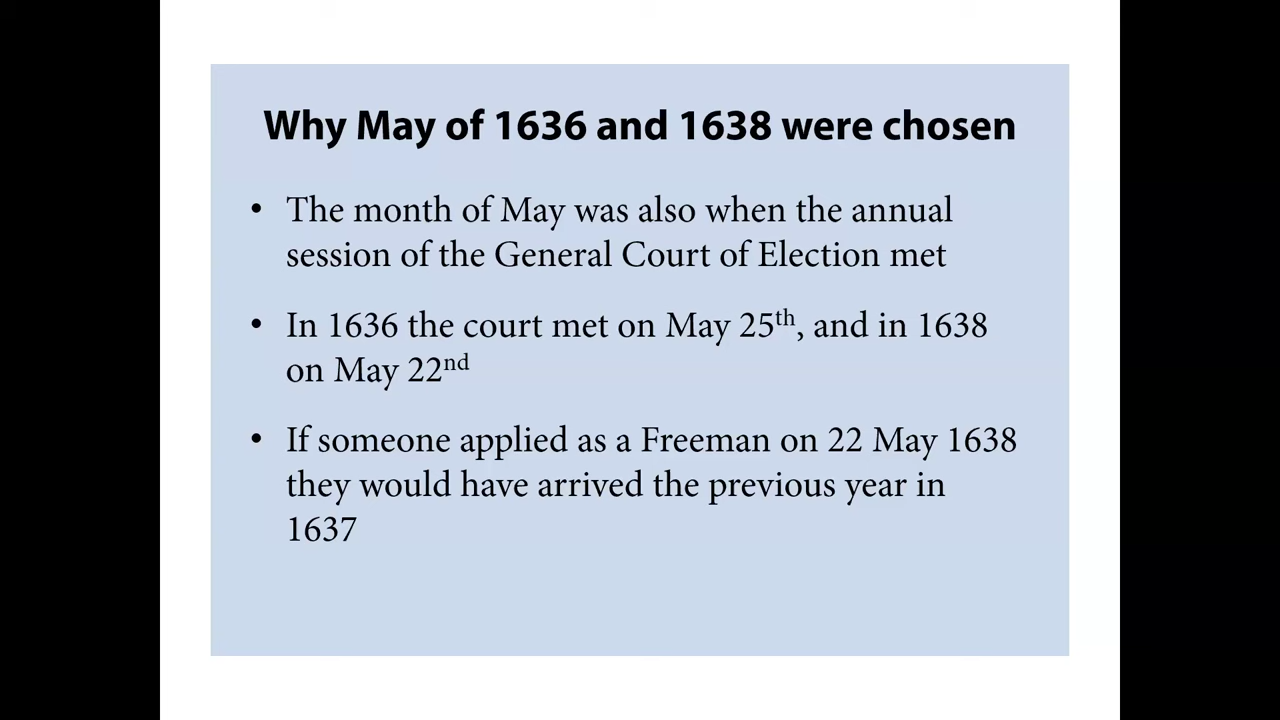 Why May of 1636 and 1638 were chosen
• The month of May was also when the annual
session of the General Court of Election met
• In 1636 the court met on May 25th, and in 1638
on May 22nd
• If someone applied as a Freeman on 22 May 1638
they would have arrived the previous year in
1637